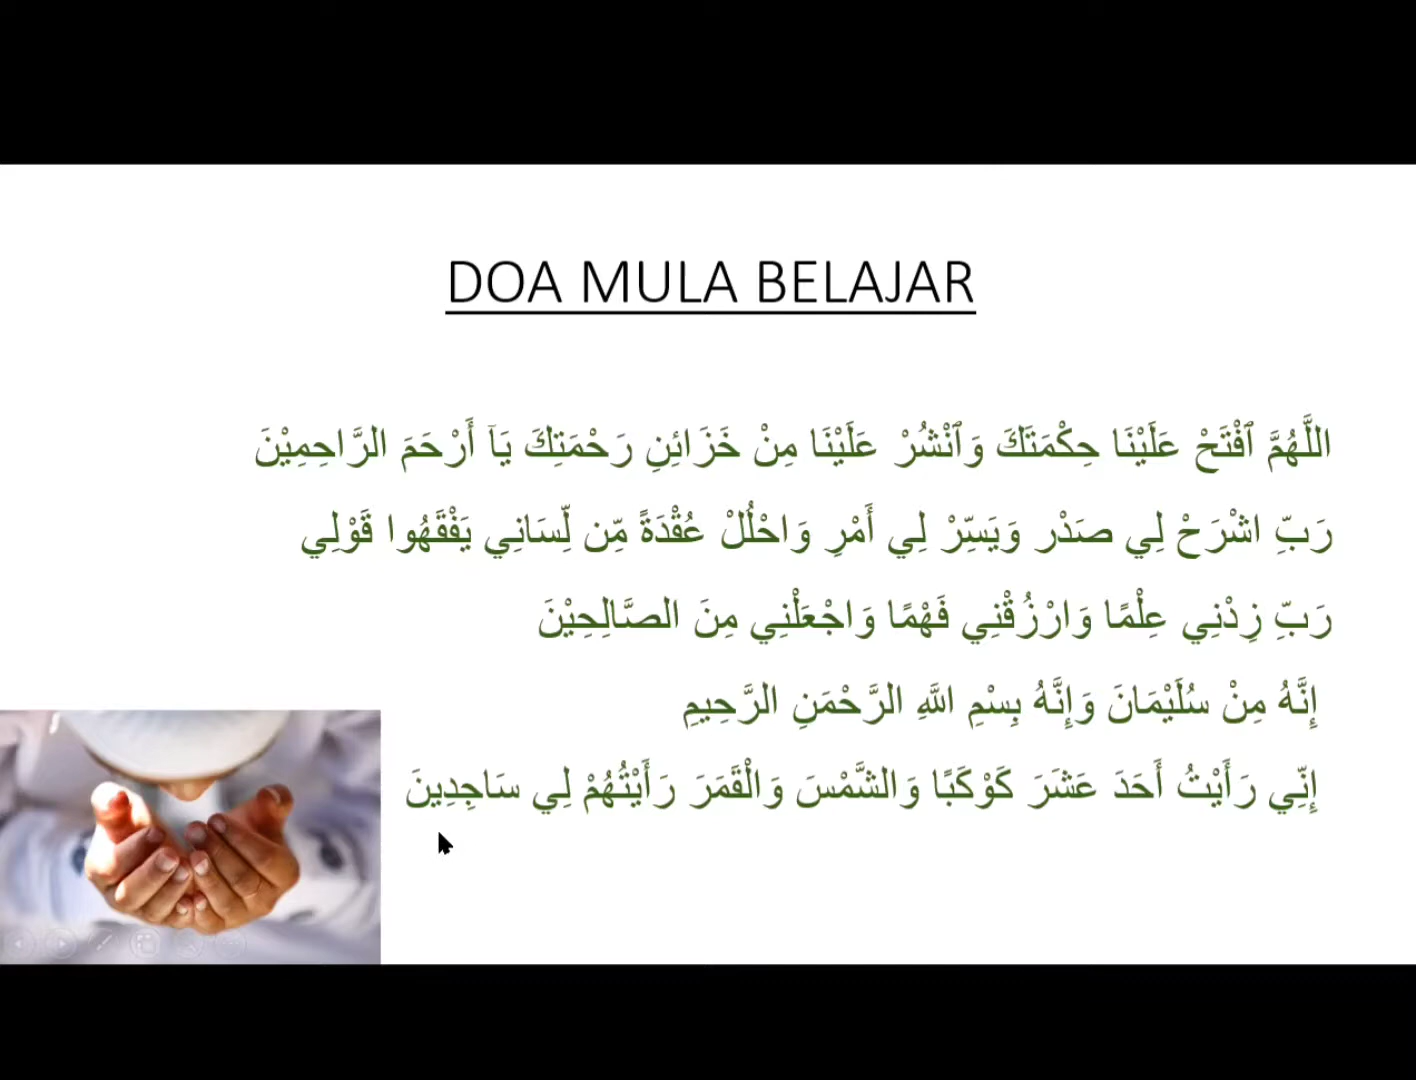 DOA MULA BELAJAR
اللَّهُمَّ ٱفْتَحْ عَلَيْنَا حِكْمَتَكَ وَٱنْشُرْ عَلَيْنَا مِنْ خَزَائِنِ رَحْمَتِكَ يَآ أَرْحَمَ الرَّاحِمِيْنَ
رَبِّ اشْرَحْ لِي صَدْر وَيَسِّرْ لِي أَمْرِ وَاحْلُلْ عُقْدَةً مِّن لِّسَانِي يَفْقَهُوا قَوْلِي
رَبِّ زِدْنِي عِلْمًا وَارْزُقْنِي فَهْمًا وَاجْعَلْنِي مِنَ الصَّالِحِيْنَ
إِنَّهُ مِنْ سُلَيْمَانَ وَإِنَّهُ بِسْمِ اللَّهِ الرَّحْمَنِ الرَّحِيمِ
إِنِّي رَأَيْتُ أَحَدَ عَشَرَ كَوْكَبًا وَالشَّمْسَ وَالْقَمَرَ رَأَيْتُهُمْ لِي سَاجِدِينَ